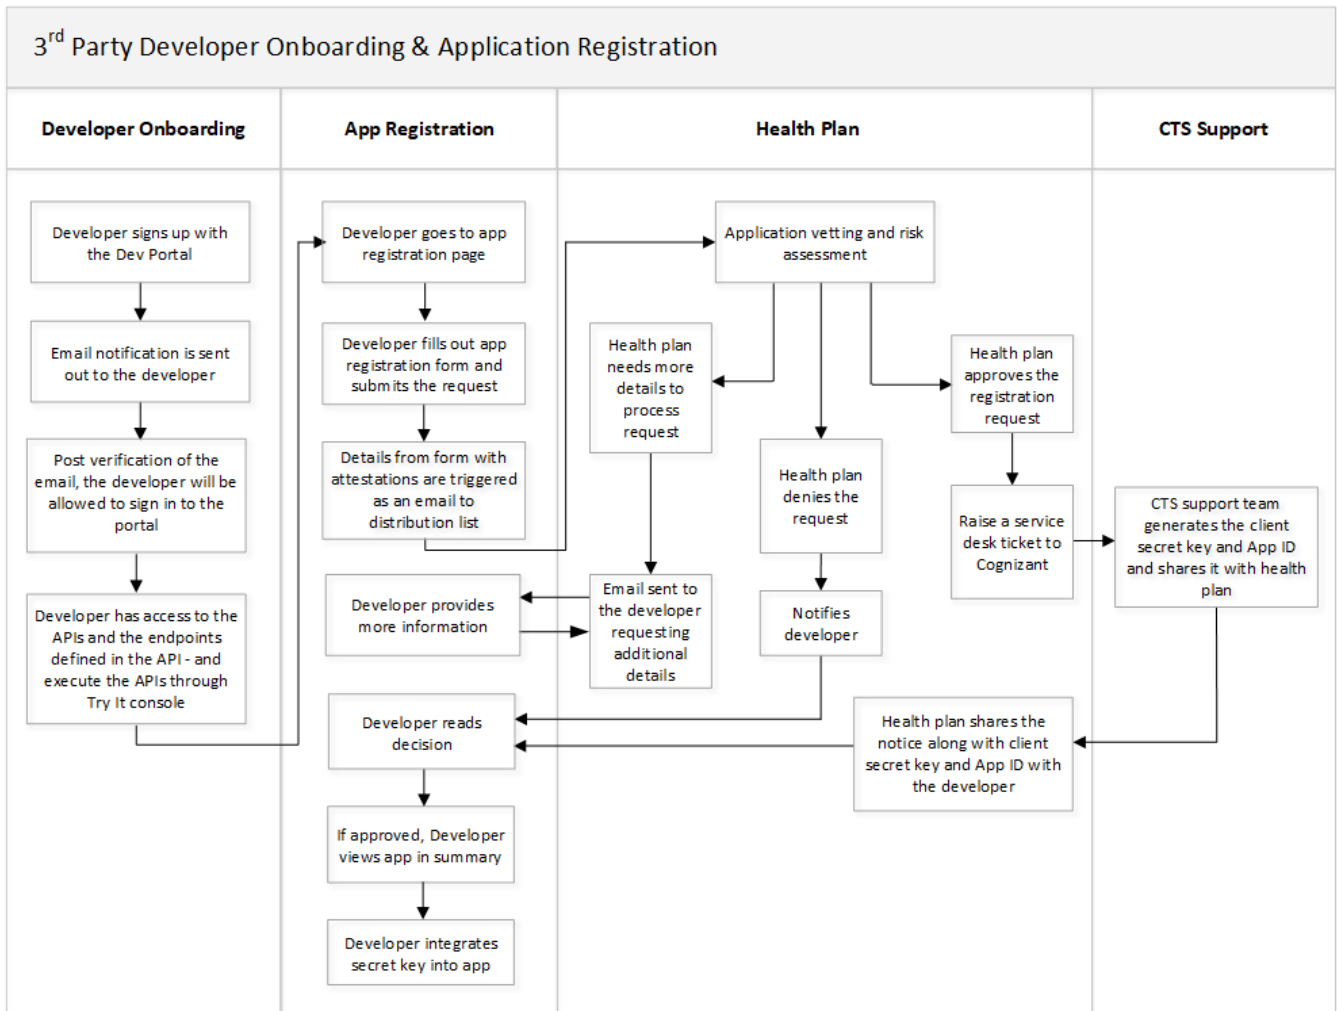 3rd Party Developer Onboarding & Application Registration
Developer Onboarding
App Registration
Health Plan
CTS Support
Developer signs up with
the Dev Portal
Email notification is sent
out to the developer
Post verification of the
email, the developer will be
allowed to sign in to the
portal
Developer has access to the
APIs and the endpoints
defined in the API - and
execute the APIs through
Try It console
Developer goes to app
registration page
Developer fills out app
registration form and
submits the request
Details from form with
attestations are triggered
as an email to
distribution list
Developer provides
more information
Developer reads
decision
If approved, Developer
views app in summary
Developer integrates
secret key into app
Application vetting and risk
assessment
Health plan
needs more
details to
process
request
Email sent to
the developer
requesting
additional
details
Health plan
denies the
request
Notifies
developer
Health plan
approves the
registration
request
Raise a service
desk ticket to
Cognizant
Health plan shares the
notice along with client
secret key and App ID with
the developer
CTS support team
generates the client
secret key and App ID
and shares it with health
plan